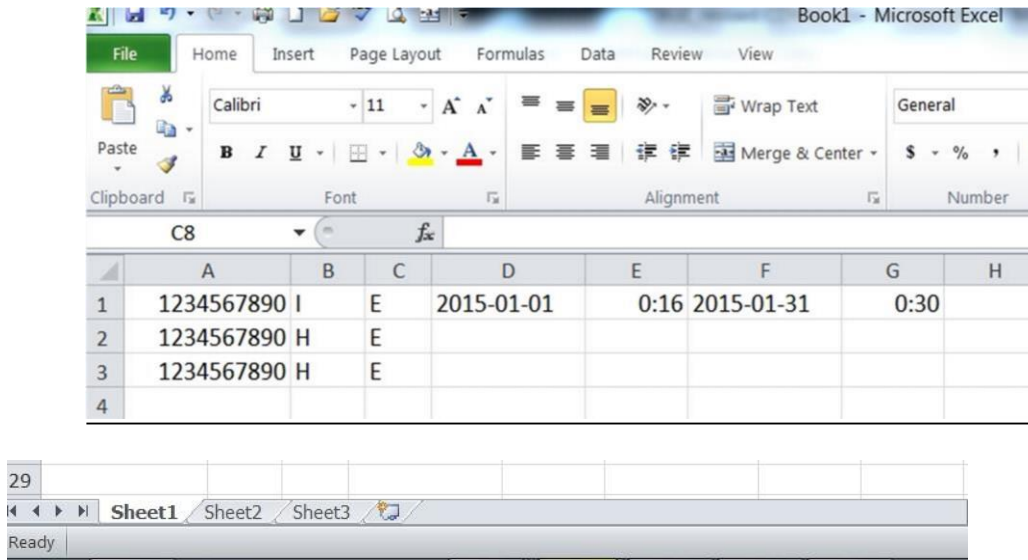 Book1 - Microsoft Excel
File Home Insert Page Layout Formulas Data Review View
Calibri 11 A A Wrap Text General
Paste B I U A Merge & Center $ % ,
Clipboard Font Alignment Number
C8 fx
A B C D E F G H
1 1234567890 I E 2015-01-01 0:16 2015-01-31 0:30
2 1234567890 H E
3 1234567890 H E
4
29
Sheet1 Sheet2 Sheet3
Ready